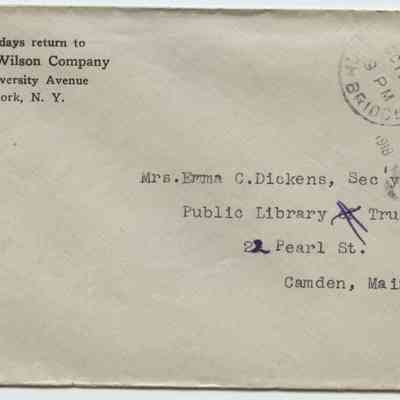 days return to
Wilson Company
versity Avenue
ork, N. Y.
9 PM
BRIDG
1918
Mrs.Emma C.Dickens, Sec'y
Public Library & Tru
22 Pearl St.
Camden, Mai